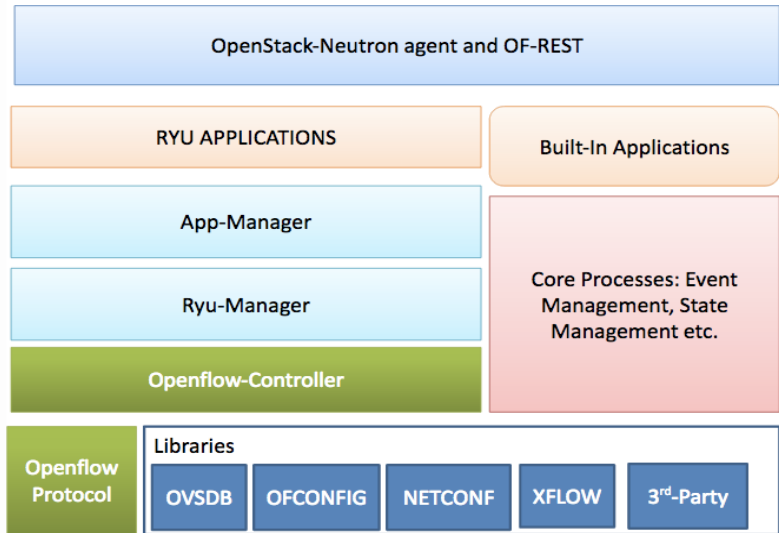 OpenStack-Neutron agent and OF-REST
RYU APPLICATIONS
Built-In Applications
App-Manager
Ryu-Manager
Core Processes: Event
Management, State
Management etc.
Openflow-Controller
Openflow
Protocol
Libraries
OVSDB
OFCONFIG
NETCONF
XFLOW
3rd-Party